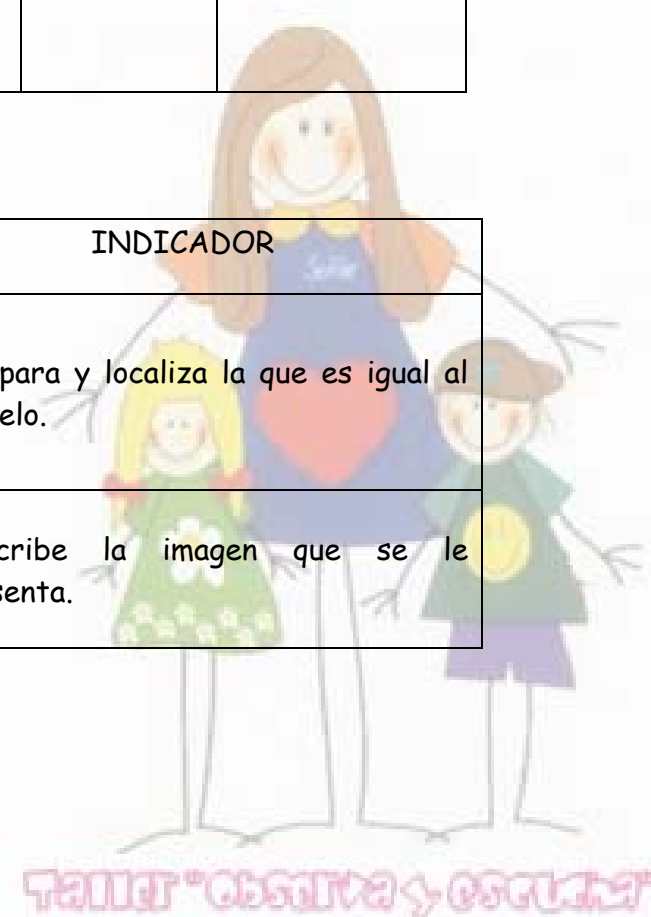 INDICADOR
para y localiza la que es igual al
elo.
cribe la imagen que se le
senta.
Taller "Observa y escucha"